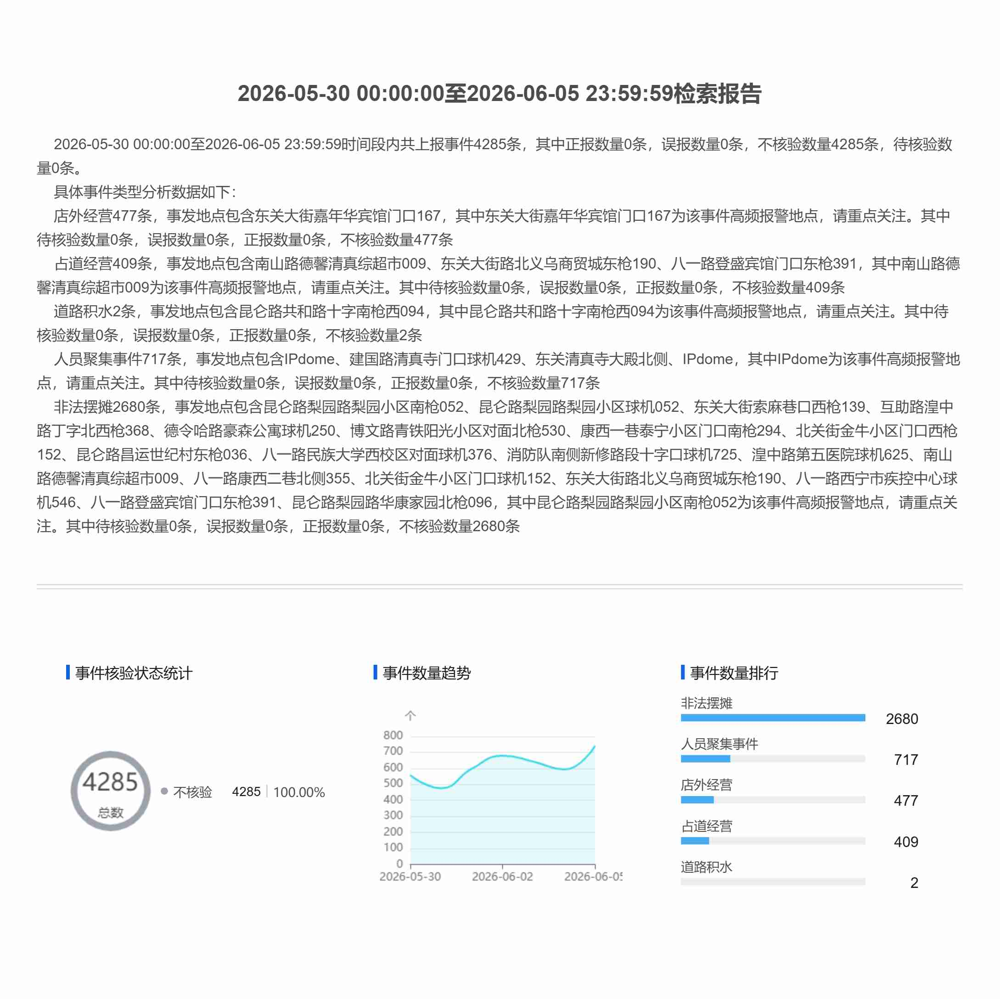 2026-05-30 00:00:00至2026-06-05 23:59:59检索报告
2026-05-30 00:00:00至2026-06-05 23:59:59时间段内共上报事件4285条，其中正报数量0条，误报数量0条，不核验数量4285条，待核验数
量0条。
具体事件类型分析数据如下：
店外经营477条，事发地点包含东关大街嘉年华宾馆门口167，其中东关大街嘉年华宾馆门口167为该事件高频报警地点，请重点关注。其中
待核验数量0条，误报数量0条，正报数量0条，不核验数量477条
占道经营409条，事发地点包含南山路德馨清真综超市009、东关大街路北义乌商贸城东枪190、八一路登盛宾馆门口东枪391，其中南山路德
馨清真综超市009为该事件高频报警地点，请重点关注。其中待核验数量0条，误报数量0条，正报数量0条，不核验数量409条
道路积水2条，事发地点包含昆仑路共和路十字南枪西094，其中昆仑路共和路十字南枪西094为该事件高频报警地点，请重点关注。其中待
核验数量0条，误报数量0条，正报数量0条，不核验数量2条
人员聚集事件717条，事发地点包含IPdome、建国路清真寺门口球机429、东关清真寺大殿北侧、IPdome，其中IPdome为该事件高频报警地
点，请重点关注。其中待核验数量0条，误报数量0条，正报数量0条，不核验数量717条
非法摆摊2680条，事发地点包含昆仑路梨园路梨园小区南枪052、昆仑路梨园路梨园小区球机052、东关大街索麻巷口西枪139、互助路湟中
路丁字北西枪368、德令哈路豪森公寓球机250、博文路青铁阳光小区对面北枪530、康西一巷泰宁小区门口南枪294、北关街金牛小区门口西枪
152、昆仑路昌运世纪村东枪036、八一路民族大学西校区对面球机376、消防队南侧新修路段十字口球机725、湟中路第五医院球机625、南山
路德馨清真综超市009、八一路康西二巷北侧355、北关街金牛小区门口球机152、东关大街路北义乌商贸城东枪190、八一路西宁市疾控中心球
机546、八一路登盛宾馆门口东枪391、昆仑路梨园路华康家园北枪096，其中昆仑路梨园路梨园小区南枪052为该事件高频报警地点，请重点关
注。其中待核验数量0条，误报数量0条，正报数量0条，不核验数量2680条
事件核验状态统计
4285
总数
不核验 4285 100.00%
事件数量趋势
个
800
700
600
500
400
300
200
100
0
2026-05-30 2026-06-02 2026-06-05
事件数量排行
非法摆摊
2680
人员聚集事件
717
店外经营
477
占道经营
409
道路积水
2